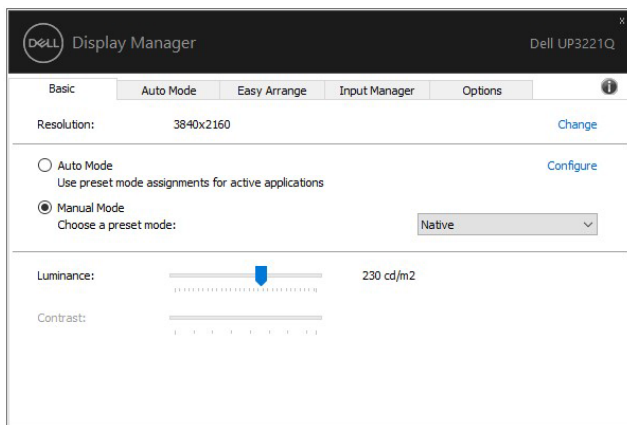 x
DELL Display Manager Dell UP3221Q
Basic Auto Mode Easy Arrange Input Manager Options i
Resolution: 3840x2160 Change
Auto Mode Configure
Use preset mode assignments for active applications
Manual Mode
Choose a preset mode: Native
Luminance: 230 cd/m2
Contrast: